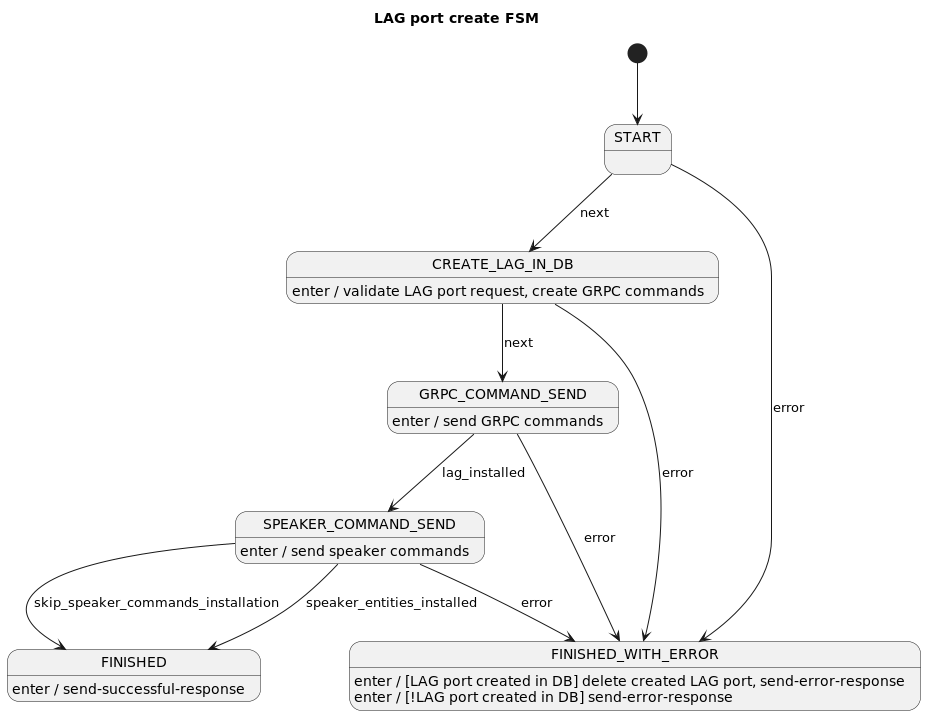 LAG port create FSM
START
next
CREATE_LAG_IN_DB
enter / validate LAG port request, create GRPC commands
next
GRPC_COMMAND_SEND
error
enter / send GRPC commands
lag_installed
error
SPEAKER_COMMAND_SEND
error
enter / send speaker commands
skip_speaker_commands_installation
speaker_entities_installed
error
FINISHED
enter / send-successful-response
FINISHED_WITH_ERROR
enter / [LAG port created in DB] delete created LAG port, send-error-response
enter / [!LAG port created in DB] send-error-response